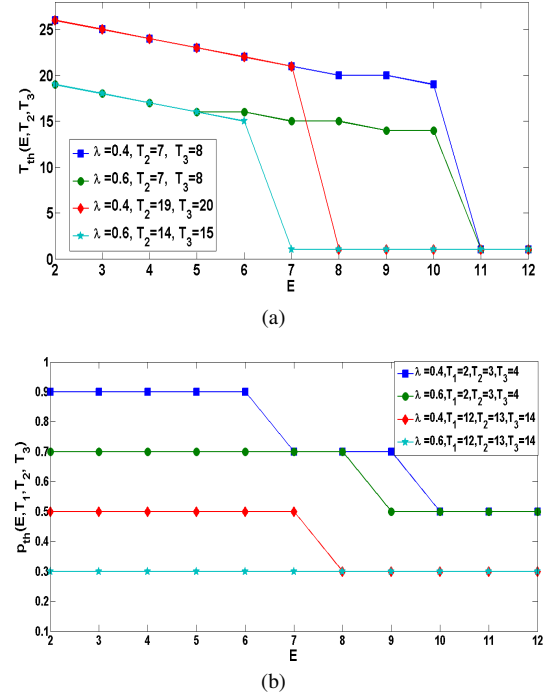 25
20
15
10
5
0
T_th(E,T_2,T_3)
λ =0.4, T_2=7, T_3=8
λ =0.6, T_2=7, T_3=8
λ =0.4, T_2=19, T_3=20
λ =0.6, T_2=14, T_3=15
2 3 4 5 6 7 8 9 10 11 12
E
(a)
1
0.9
0.8
0.7
0.6
0.5
0.4
0.3
0.2
0.1
p_th(E,T_1,T_2, T_3)
λ =0.4,T_1=2,T_2=3,T_3=4
λ =0.6,T_1=2,T_2=3,T_3=4
λ =0.4,T_1=12,T_2=13,T_3=14
λ =0.6,T_1=12,T_2=13,T_3=14
2 3 4 5 6 7 8 9 10 11 12
E
(b)